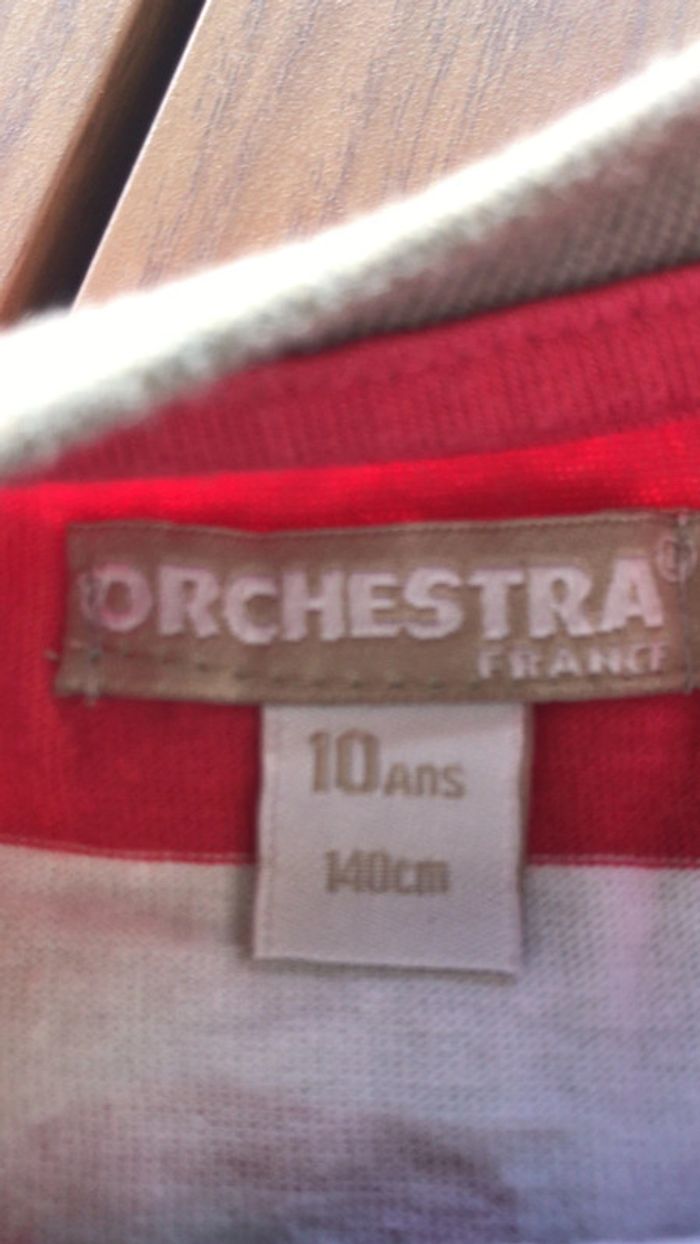 ORCHESTRA®
FRANCE
10 Ans
140cm